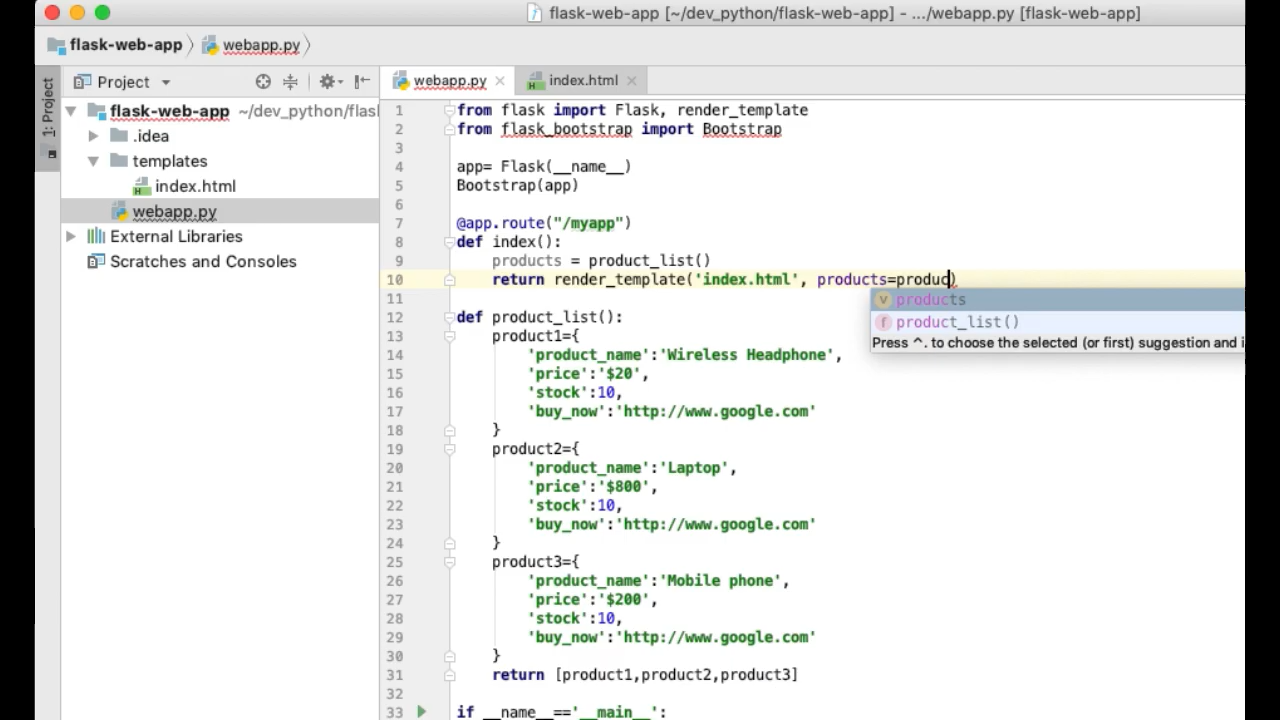 flask-web-app [~/dev_python/flask-web-app] - .../webapp.py [flask-web-app]
flask-web-app
webapp.py
1: Project
Project
webapp.py
index.html
flask-web-app ~/dev_python/flas
.idea
templates
index.html
webapp.py
External Libraries
Scratches and Consoles
1 from flask import Flask, render_template
2 from flask_bootstrap import Bootstrap
3
4 app= Flask(__name__)
5 Bootstrap(app)
6
7 @app.route("/myapp")
8 def index():
9 products = product_list()
10 return render_template('index.html', products=produc)
products
product_list()
Press ^. to choose the selected (or first) suggestion and i
11
12 def product_list():
13 product1={
14 'product_name':'Wireless Headphone',
15 'price':'$20',
16 'stock':10,
17 'buy_now':'http://www.google.com'
18 }
19 product2={
20 'product_name':'Laptop',
21 'price':'$800',
22 'stock':10,
23 'buy_now':'http://www.google.com'
24 }
25 product3={
26 'product_name':'Mobile phone',
27 'price':'$200',
28 'stock':10,
29 'buy_now':'http://www.google.com'
30 }
31 return [product1,product2,product3]
32
33 if __name__=='__main__':